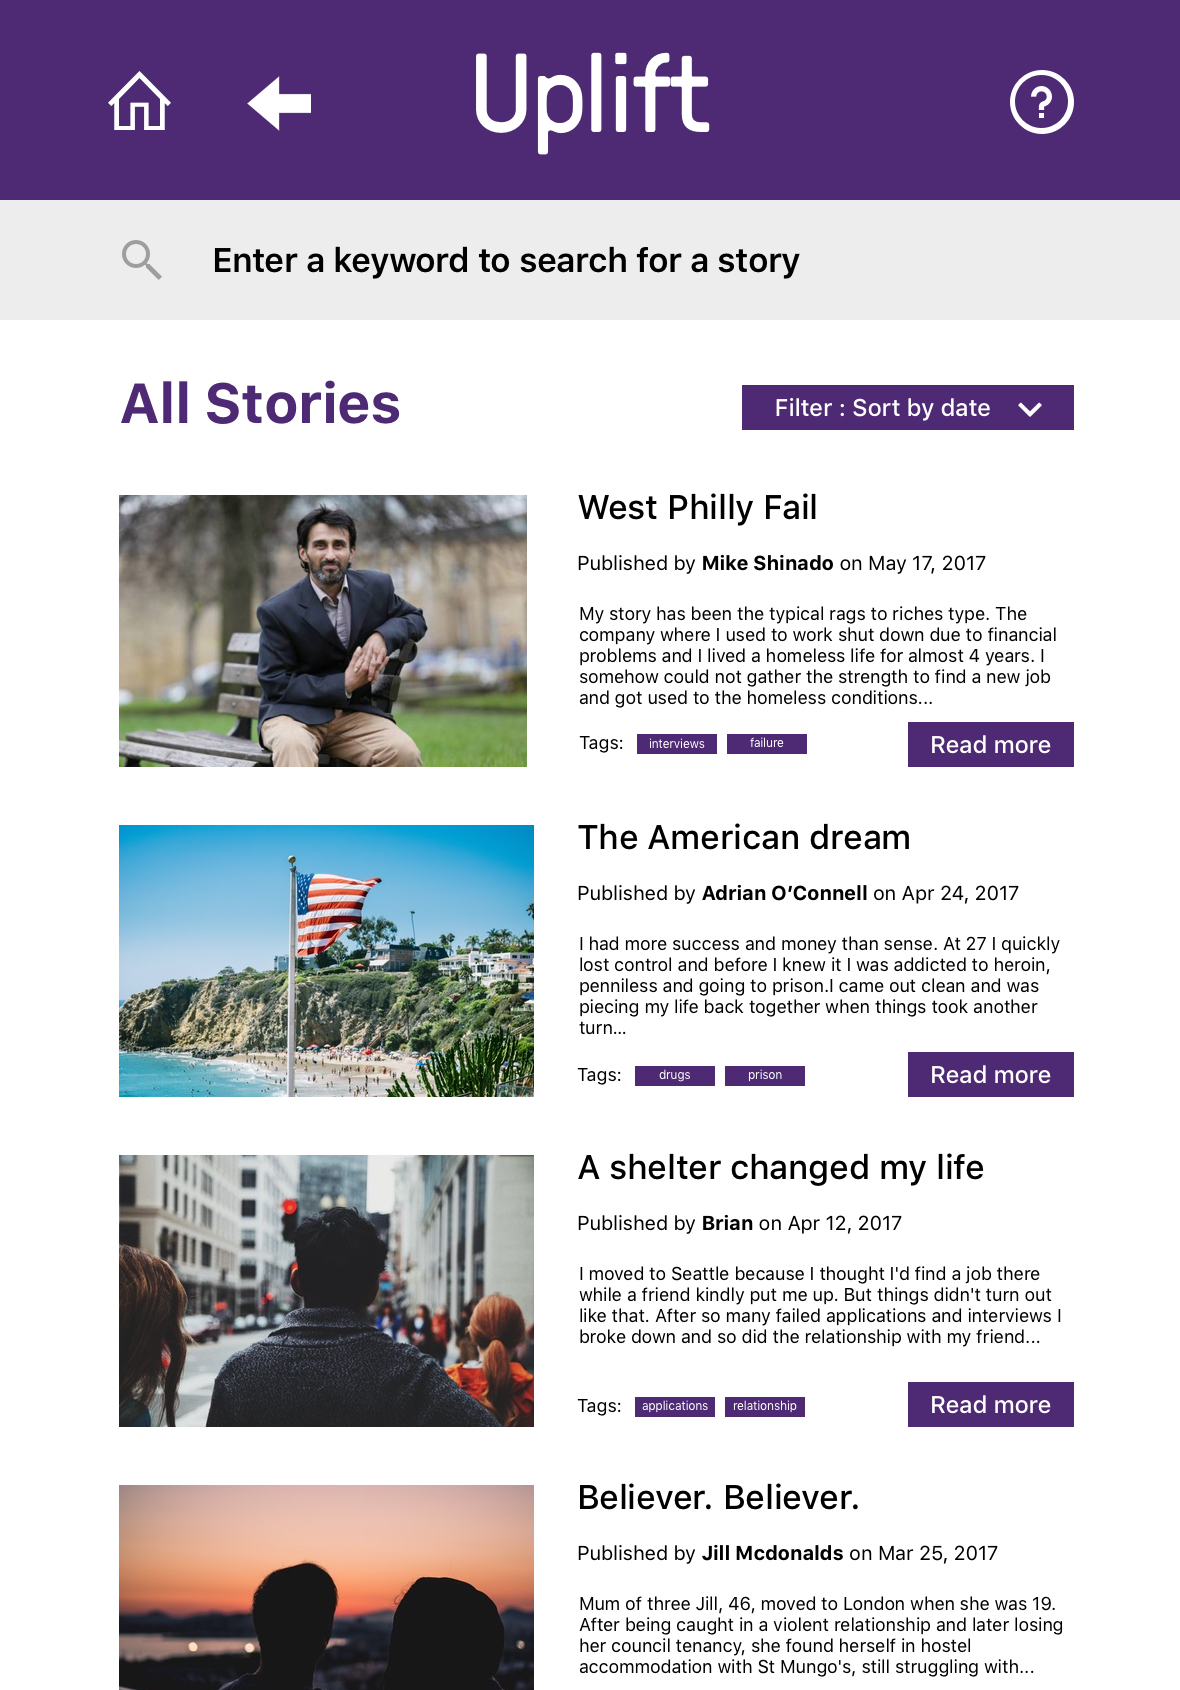 Uplift
?
Enter a keyword to search for a story
All Stories
Filter : Sort by date
West Philly Fail
Published by Mike Shinado on May 17, 2017
My story has been the typical rags to riches type. The
company where I used to work shut down due to financial
problems and I lived a homeless life for almost 4 years. I
somehow could not gather the strength to find a new job
and got used to the homeless conditions...
Tags: interviews failure
Read more
The American dream
Published by Adrian O’Connell on Apr 24, 2017
I had more success and money than sense. At 27 I quickly
lost control and before I knew it I was addicted to heroin,
penniless and going to prison.I came out clean and was
piecing my life back together when things took another
turn...
Tags: drugs prison
Read more
A shelter changed my life
Published by Brian on Apr 12, 2017
I moved to Seattle because I thought I'd find a job there
while a friend kindly put me up. But things didn't turn out
like that. After so many failed applications and interviews I
broke down and so did the relationship with my friend...
Tags: applications relationship
Read more
Believer. Believer.
Published by Jill Mcdonalds on Mar 25, 2017
Mum of three Jill, 46, moved to London when she was 19.
After being caught in a violent relationship and later losing
her council tenancy, she found herself in hostel
accommodation with St Mungo's, still struggling with...